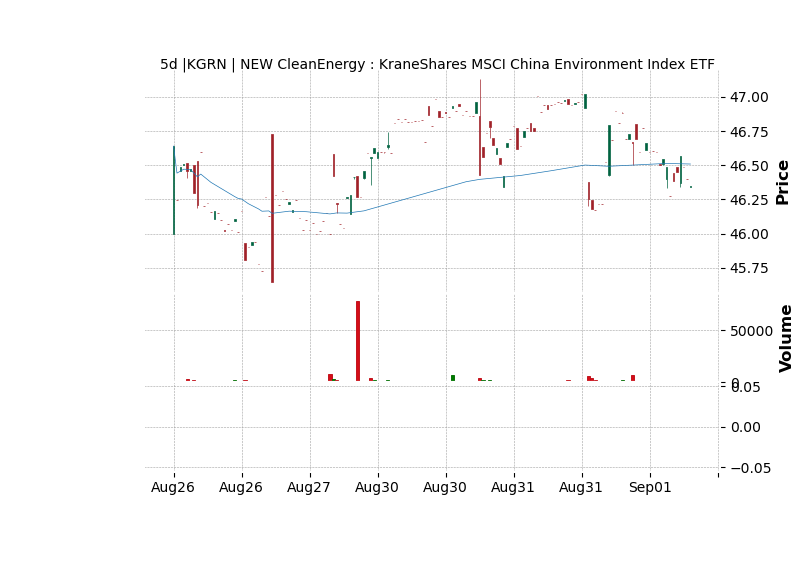 5d |KGRN | NEW CleanEnergy : KraneShares MSCI China Environment Index ETF
47.00
46.75
46.50
46.25
46.00
45.75
Price
50000
0
Volume
0.05
0.00
−0.05
Aug26 Aug26 Aug27 Aug30 Aug30 Aug31 Aug31 Sep01